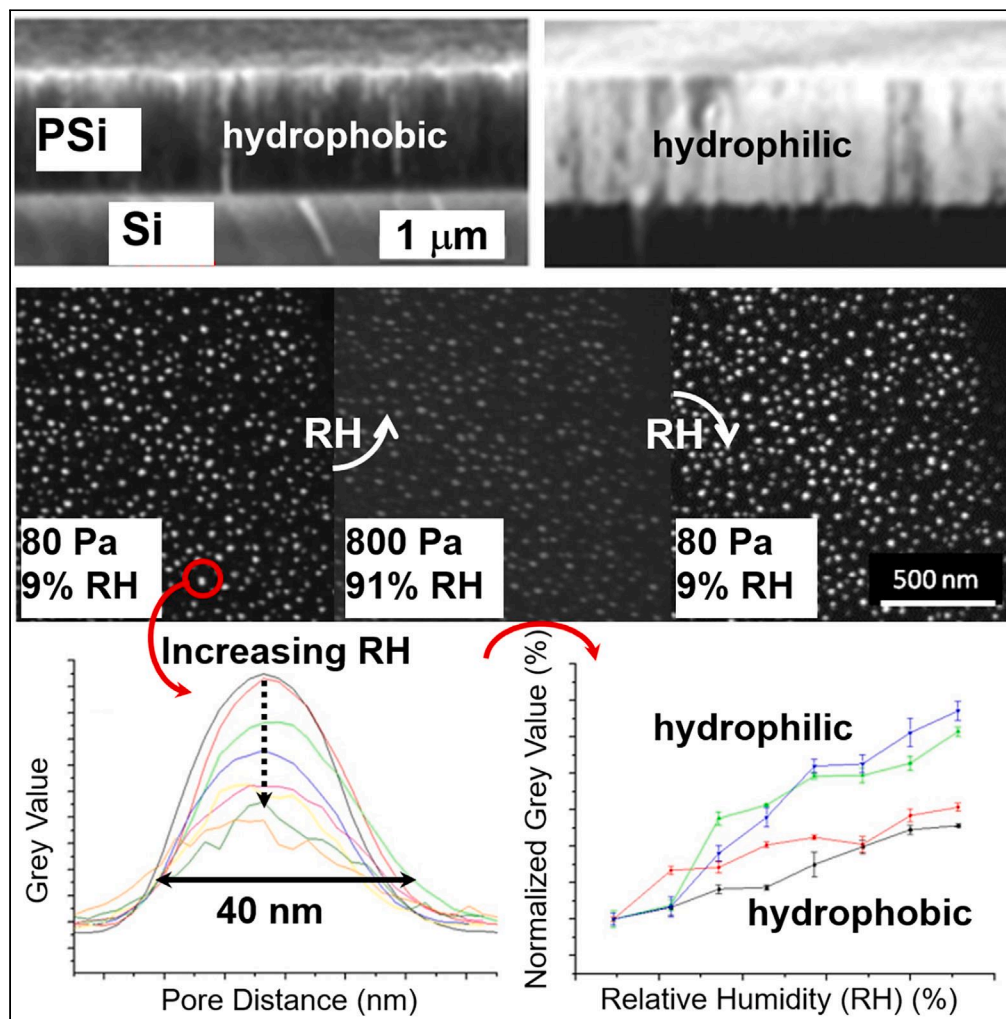 PSi
hydrophobic
Si
1 μm
hydrophilic
RH
RH
80 Pa
9% RH
800 Pa
91% RH
80 Pa
9% RH
500 nm
Increasing RH
Grey Value
40 nm
Pore Distance (nm)
Normalized Grey Value (%)
hydrophilic
hydrophobic
Relative Humidity (RH) (%)